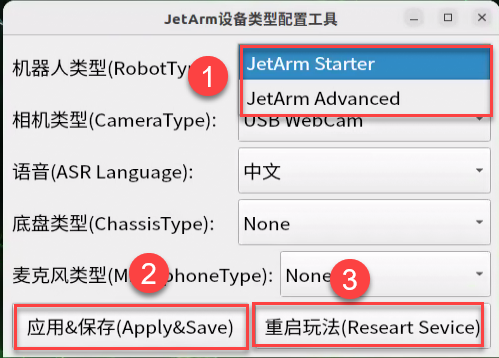 JetArm设备类型配置工具
机器人类型(RobotTyp
1
JetArm Starter
JetArm Advanced
相机类型(CameraType):
USB WebCam
语音(ASR Language):
中文
底盘类型(ChassisType):
None
麦克风类型(M
phoneType):
None
2
3
应用&保存(Apply&Save)
重启玩法(Researt Sevice)